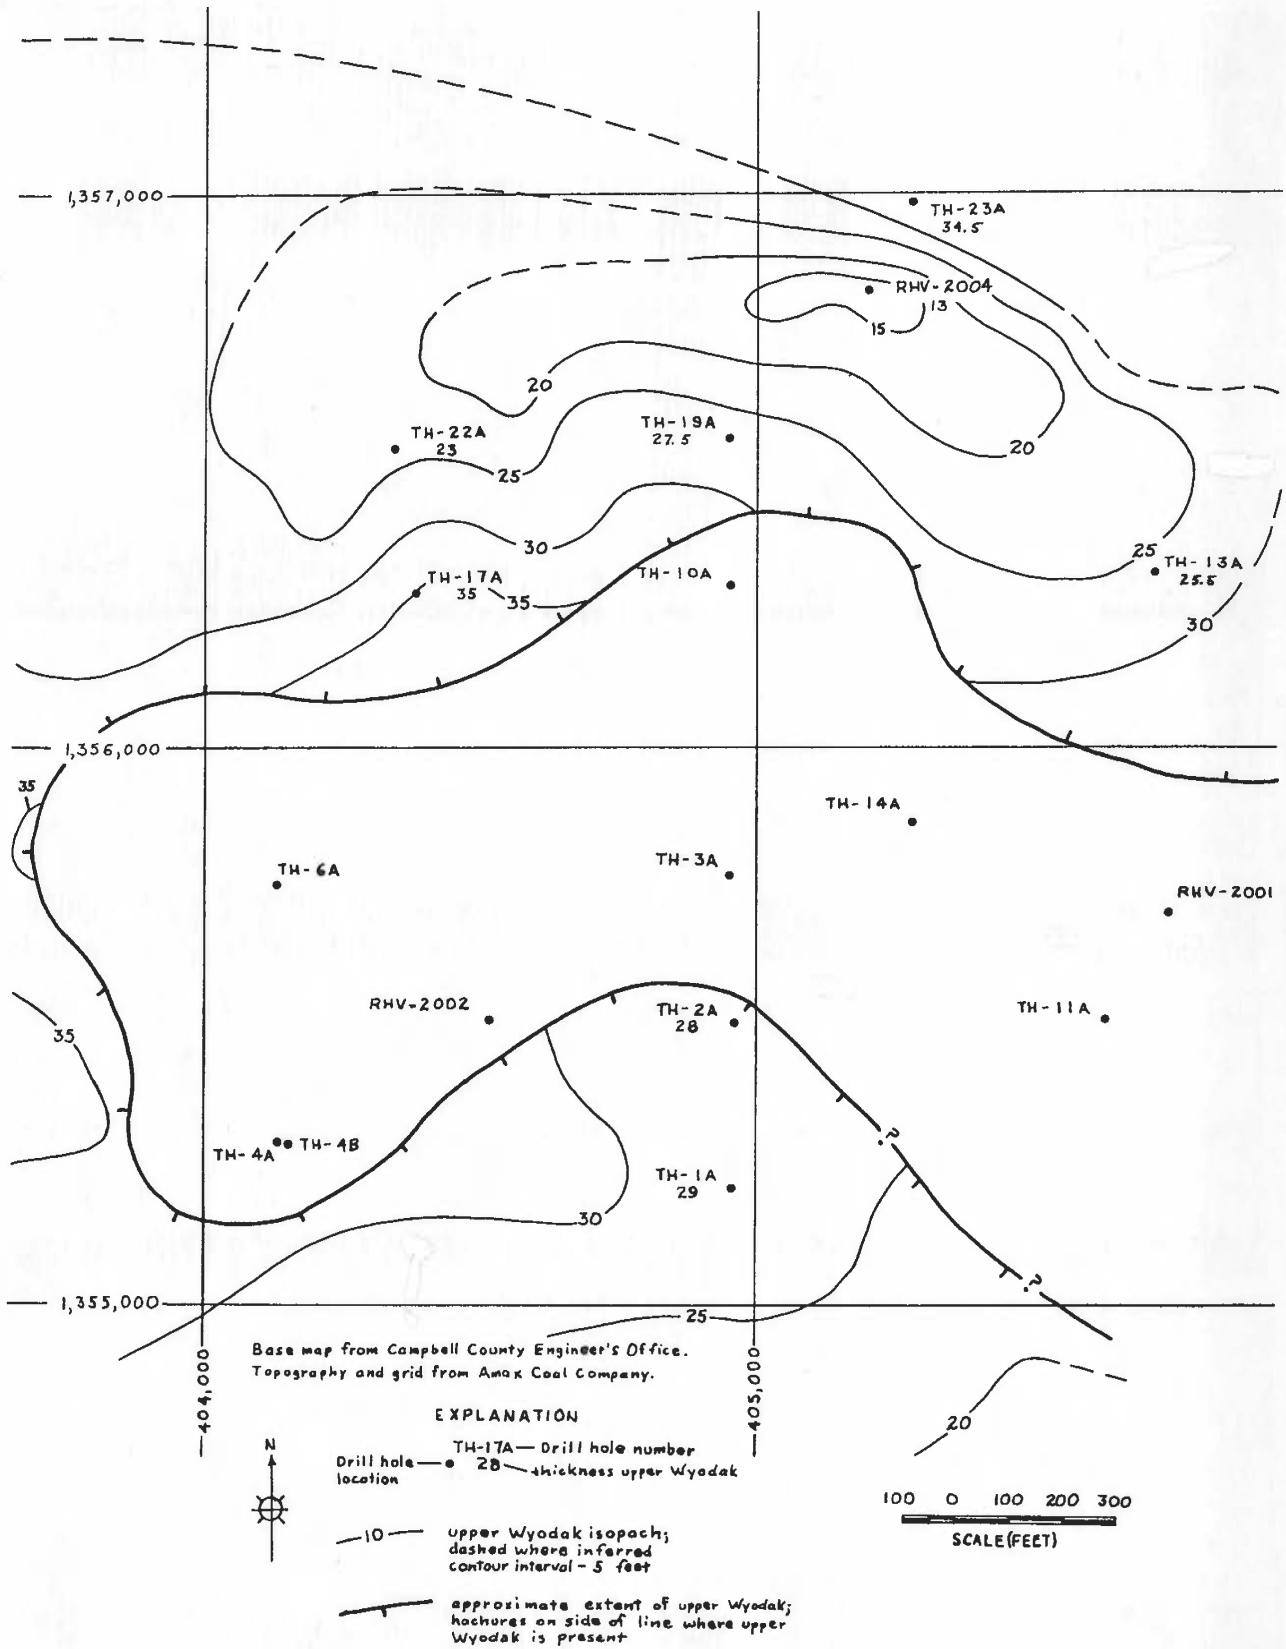 1,357,000
TH-23A
34.5
RHV-2004
13
15
20
TH-22A
23
TH-19A
27.5
20
25
30
25
TH-13A
25.5
TH-17A
35
35
TH-10A
30
1,356,000
35
TH-14A
TH-6A
TH-3A
RHV-2001
RHV-2002
TH-2A
28
TH-11A
35
?
TH-4A
TH-4B
TH-1A
29
30
?
1,355,000
25
Base map from Campbell County Engineer's Office.
Topography and grid from Amax Coal Company.
404,000
405,000
20
EXPLANATION
N
Drill hole location
TH-17A — Drill hole number
28 thickness upper Wyodak
100 0 100 200 300
SCALE (FEET)
10
upper Wyodak isopach;
dashed where inferred
contour interval - 5 feet
approximate extent of upper Wyodak;
hachures on side of line where upper
Wyodak is present